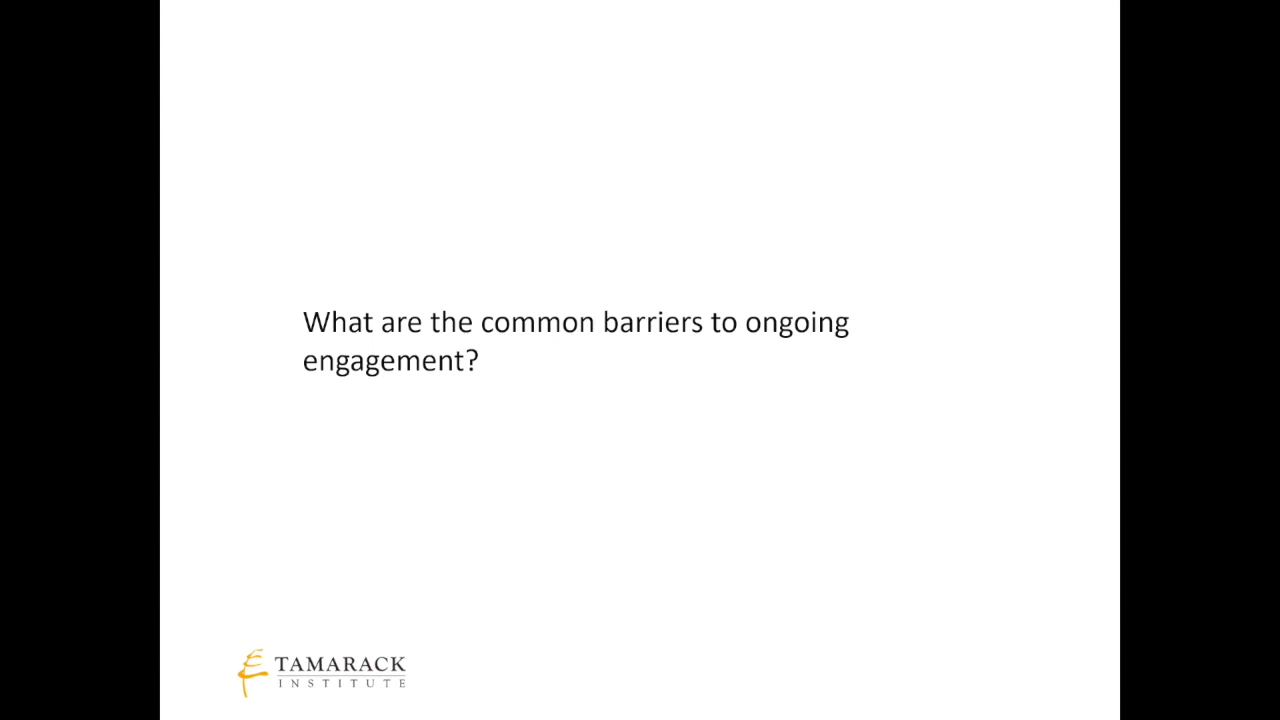 What are the common barriers to ongoing
engagement?
TAMARACK
INSTITUTE